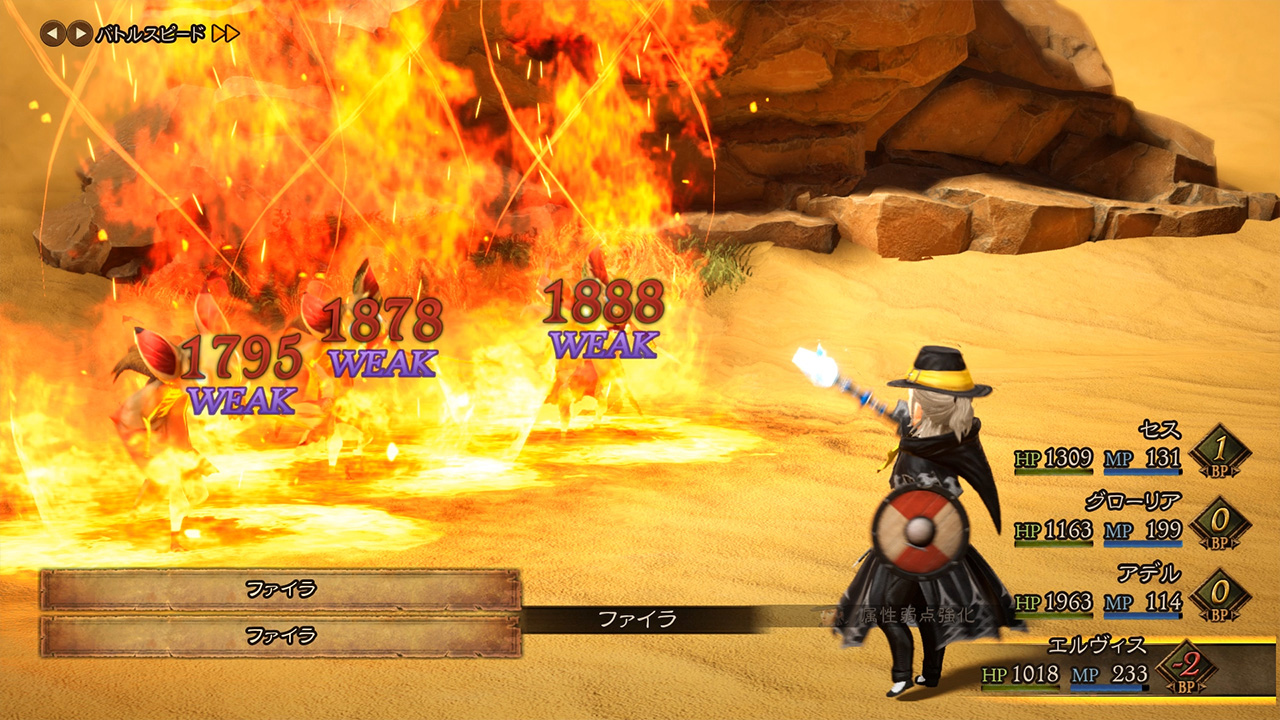 バトルスピード
1888
WEAK
1878
WEAK
1795
WEAK
セス
HP 1309 MP 131 1 BP
グローリア
HP 1163 MP 199 0 BP
アデル
HP 1963 MP 114 0 BP
エルヴィス
HP 1018 MP 233 -2 BP
ファイラ
ファイラ
ファイラ
属性弱点強化